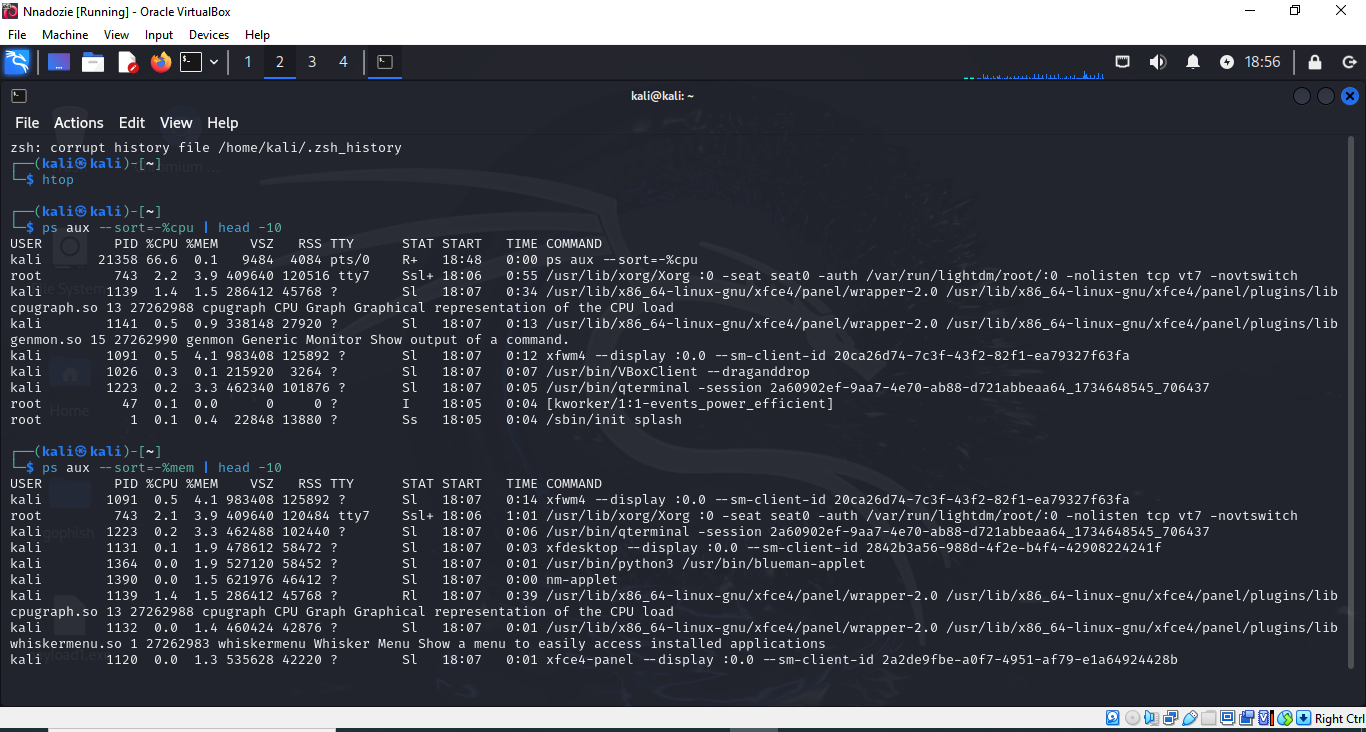 Nnadozie [Running] - Oracle VirtualBox
File Machine View Input Devices Help
1 2 3 4 18:56
kali@kali: ~
File Actions Edit View Help
zsh: corrupt history file /home/kali/.zsh_history
┌──(kali㉿kali)-[~]
└─$ htop
┌──(kali㉿kali)-[~]
└─$ ps aux --sort=-%cpu | head -10
USER PID %CPU %MEM VSZ RSS TTY STAT START TIME COMMAND
kali 21358 66.6 0.1 9484 4084 pts/0 R+ 18:48 0:00 ps aux --sort=-%cpu
root 743 2.2 3.9 409640 120516 tty7 Ssl+ 18:06 0:55 /usr/lib/xorg/Xorg :0 -seat seat0 -auth /var/run/lightdm/root/:0 -nolisten tcp vt7 -novtswitch
kali 1139 1.4 1.5 286412 45768 ? Sl 18:07 0:34 /usr/lib/x86_64-linux-gnu/xfce4/panel/wrapper-2.0 /usr/lib/x86_64-linux-gnu/xfce4/panel/plugins/lib
cpugraph.so 13 27262988 cpugraph CPU Graph Graphical representation of the CPU load
kali 1141 0.5 0.9 338148 27920 ? Sl 18:07 0:13 /usr/lib/x86_64-linux-gnu/xfce4/panel/wrapper-2.0 /usr/lib/x86_64-linux-gnu/xfce4/panel/plugins/lib
genmon.so 15 27262990 genmon Generic Monitor Show output of a command.
kali 1091 0.5 4.1 983408 125892 ? Sl 18:07 0:12 xfwm4 --display :0.0 --sm-client-id 20ca26d74-7c3f-43f2-82f1-ea79327f63fa
kali 1026 0.3 0.1 215920 3264 ? Sl 18:07 0:07 /usr/bin/VBoxClient --draganddrop
kali 1223 0.2 3.3 462340 101876 ? Sl 18:07 0:05 /usr/bin/qterminal -session 2a60902ef-9aa7-4e70-ab88-d721abbeaa64_1734648545_706437
root 47 0.1 0.0 0 0 ? I 18:05 0:04 [kworker/1:1-events_power_efficient]
root 1 0.1 0.4 22848 13880 ? Ss 18:05 0:04 /sbin/init splash
┌──(kali㉿kali)-[~]
└─$ ps aux --sort=-%mem | head -10
USER PID %CPU %MEM VSZ RSS TTY STAT START TIME COMMAND
kali 1091 0.5 4.1 983408 125892 ? Sl 18:07 0:14 xfwm4 --display :0.0 --sm-client-id 20ca26d74-7c3f-43f2-82f1-ea79327f63fa
root 743 2.1 3.9 409640 120484 tty7 Ssl+ 18:06 1:01 /usr/lib/xorg/Xorg :0 -seat seat0 -auth /var/run/lightdm/root/:0 -nolisten tcp vt7 -novtswitch
kali 1223 0.2 3.3 462488 102440 ? Sl 18:07 0:06 /usr/bin/qterminal -session 2a60902ef-9aa7-4e70-ab88-d721abbeaa64_1734648545_706437
kali 1131 0.1 1.9 478612 58472 ? Sl 18:07 0:03 xfdesktop --display :0.0 --sm-client-id 2842b3a56-988d-4f2e-b4f4-42908224241f
kali 1364 0.0 1.9 527120 58452 ? Sl 18:07 0:01 /usr/bin/python3 /usr/bin/blueman-applet
kali 1390 0.0 1.5 621976 46412 ? Sl 18:07 0:00 nm-applet
kali 1139 1.4 1.5 286412 45768 ? Rl 18:07 0:39 /usr/lib/x86_64-linux-gnu/xfce4/panel/wrapper-2.0 /usr/lib/x86_64-linux-gnu/xfce4/panel/plugins/lib
cpugraph.so 13 27262988 cpugraph CPU Graph Graphical representation of the CPU load
kali 1132 0.0 1.4 460424 42876 ? Sl 18:07 0:01 /usr/lib/x86_64-linux-gnu/xfce4/panel/wrapper-2.0 /usr/lib/x86_64-linux-gnu/xfce4/panel/plugins/lib
whiskermenu.so 1 27262983 whiskermenu Whisker Menu Show a menu to easily access installed applications
kali 1120 0.0 1.3 535628 42220 ? Sl 18:07 0:01 xfce4-panel --display :0.0 --sm-client-id 2a2de9fbe-a0f7-4951-af79-e1a64924428b
Home
gophish
Right Ctrl